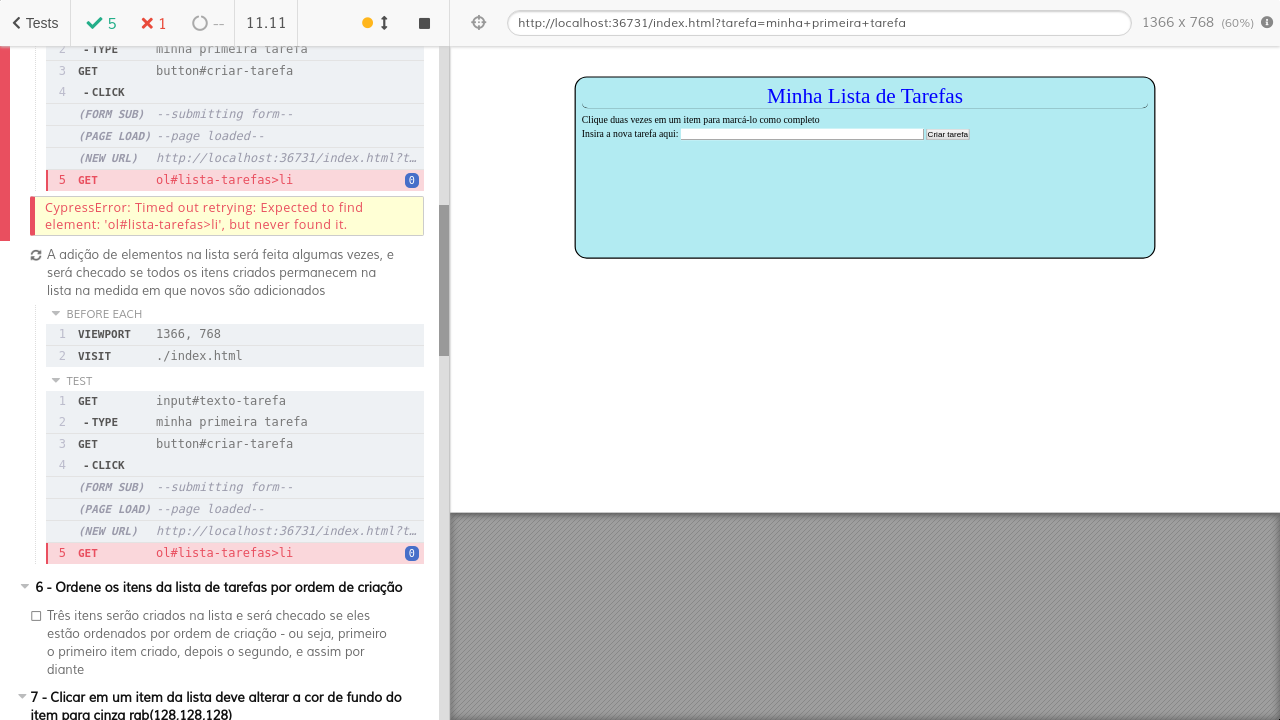 Tests
5
1
--
11.11
http://localhost:36731/index.html?tarefa=minha+primeira+tarefa
1366 x 768 (60%)
2 - TYPE minha primeira tarefa
3 GET button#criar-tarefa
4 - CLICK
(FORM SUB) --submitting form--
(PAGE LOAD) --page loaded--
(NEW URL) http://localhost:36731/index.html?t…
5 GET ol#lista-tarefas>li 0
CypressError: Timed out retrying: Expected to find
element: 'ol#lista-tarefas>li', but never found it.
A adição de elementos na lista será feita algumas vezes, e
será checado se todos os itens criados permanecem na
lista na medida em que novos são adicionados
BEFORE EACH
1 VIEWPORT 1366, 768
2 VISIT ./index.html
TEST
1 GET input#texto-tarefa
2 - TYPE minha primeira tarefa
3 GET button#criar-tarefa
4 - CLICK
(FORM SUB) --submitting form--
(PAGE LOAD) --page loaded--
(NEW URL) http://localhost:36731/index.html?t…
5 GET ol#lista-tarefas>li 0
6 - Ordene os itens da lista de tarefas por ordem de criação
Três itens serão criados na lista e será checado se eles
estão ordenados por ordem de criação - ou seja, primeiro
o primeiro item criado, depois o segundo, e assim por
diante
7 - Clicar em um item da lista deve alterar a cor de fundo do
item para cinza rgb(128,128,128)
Minha Lista de Tarefas
Clique duas vezes em um item para marcá-lo como completo
Insira a nova tarefa aqui: Criar tarefa